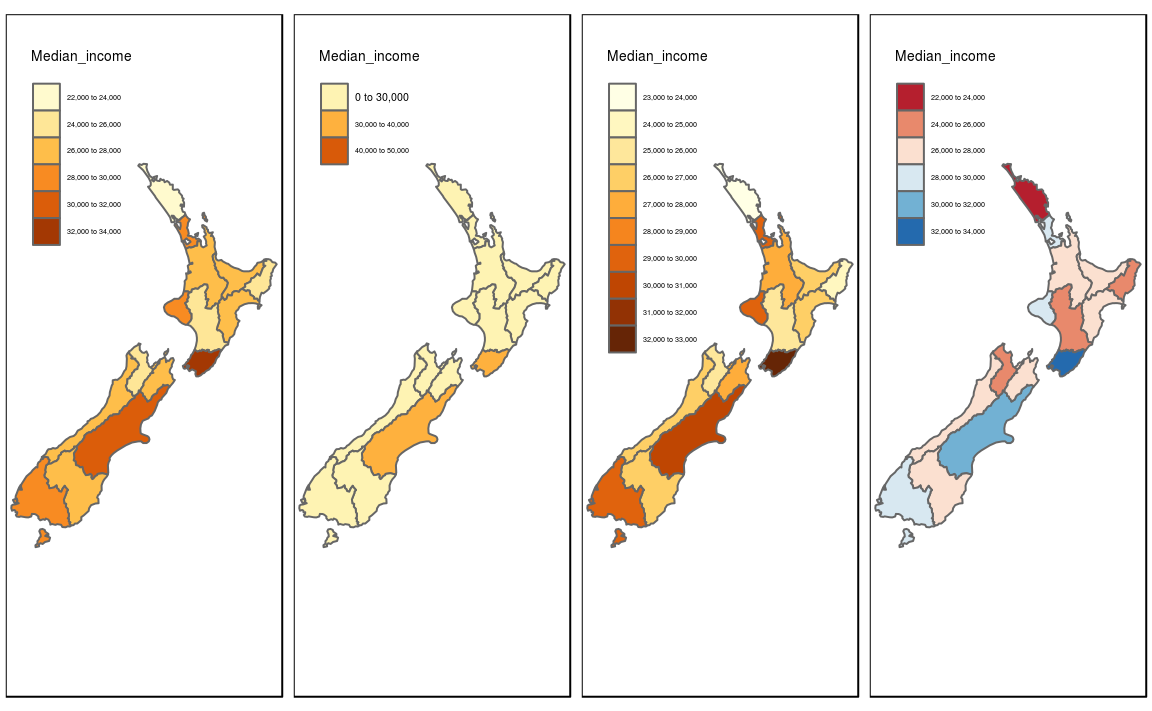 Median_income
22,000 to 24,000
24,000 to 26,000
26,000 to 28,000
28,000 to 30,000
30,000 to 32,000
32,000 to 34,000
Median_income
0 to 30,000
30,000 to 40,000
40,000 to 50,000
Median_income
23,000 to 24,000
24,000 to 25,000
25,000 to 26,000
26,000 to 27,000
27,000 to 28,000
28,000 to 29,000
29,000 to 30,000
30,000 to 31,000
31,000 to 32,000
32,000 to 33,000
Median_income
22,000 to 24,000
24,000 to 26,000
26,000 to 28,000
28,000 to 30,000
30,000 to 32,000
32,000 to 34,000